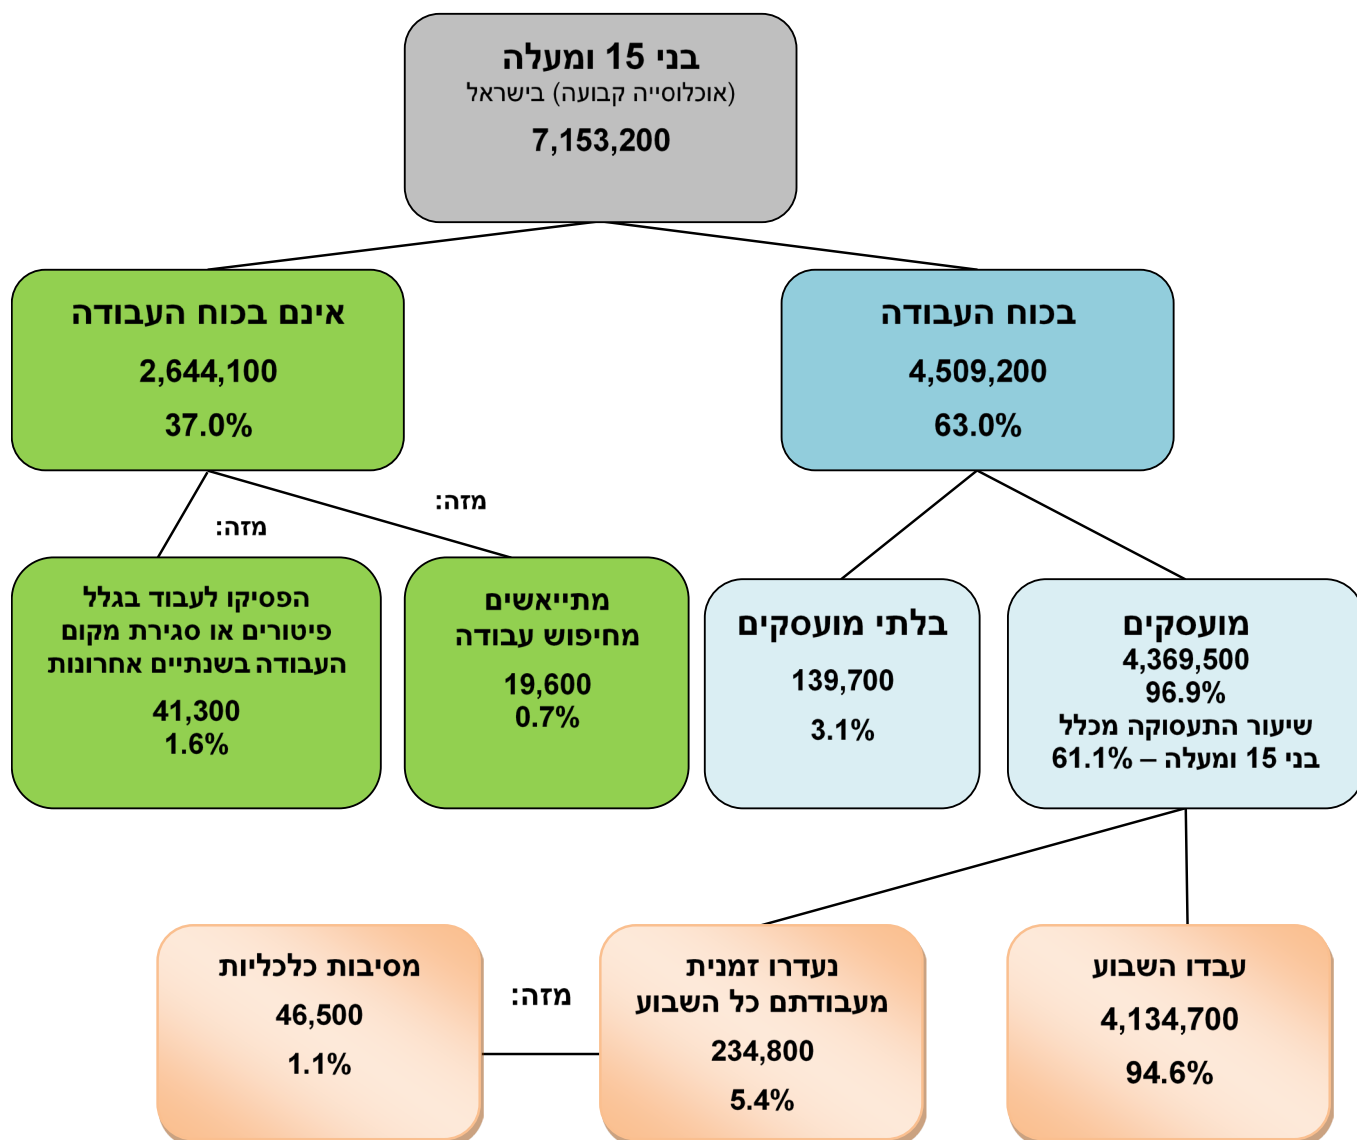 בני 15 ומעלה
(אוכלוסייה קבועה) בישראל
7,153,200
בכוח העבודה
4,509,200
63.0%
אינם בכוח העבודה
2,644,100
37.0%
מזה:
מזה:
מועסקים
4,369,500
96.9%
שיעור התעסוקה מכלל
בני 15 ומעלה – 61.1%
בלתי מועסקים
139,700
3.1%
מתייאשים
מחיפוש עבודה
19,600
0.7%
הפסיקו לעבוד בגלל
פיטורים או סגירת מקום
העבודה בשנתיים אחרונות
41,300
1.6%
עבדו השבוע
4,134,700
94.6%
נעדרו זמנית
מעבודתם כל השבוע
234,800
5.4%
מזה:
מסיבות כלכליות
46,500
1.1%